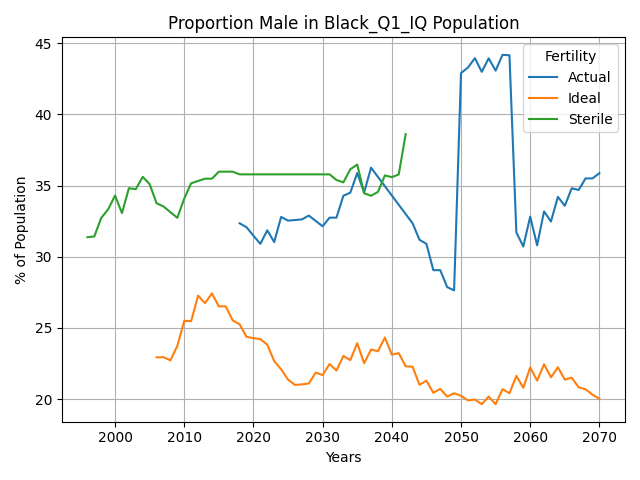 Proportion Male in Black_Q1_IQ Population
% of Population
45
40
35
30
25
20
Fertility
Actual
Ideal
Sterile
2000 2010 2020 2030 2040 2050 2060 2070
Years